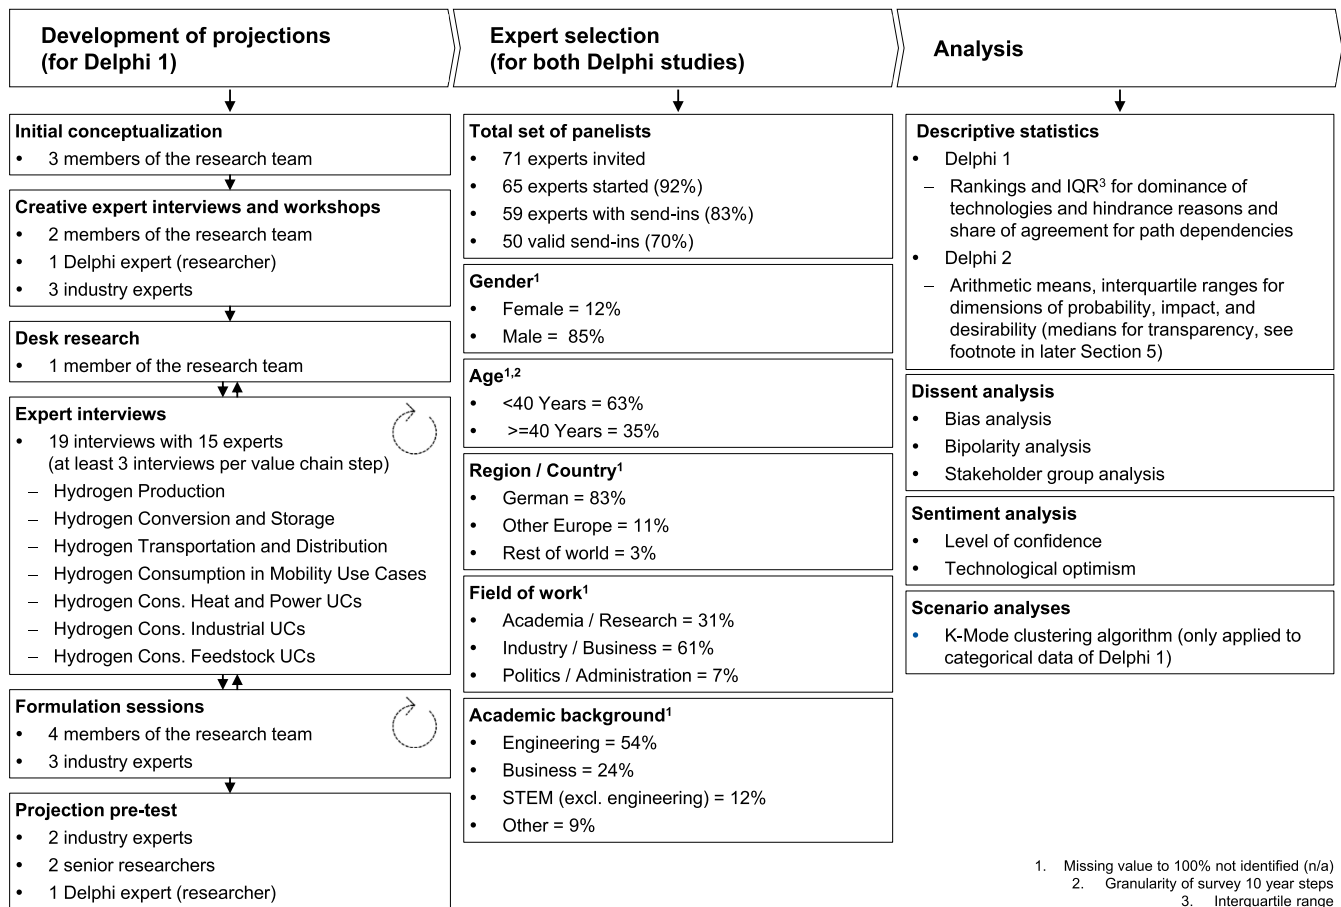 Development of projections
(for Delphi 1)
Expert selection
(for both Delphi studies)
Analysis
Initial conceptualization
• 3 members of the research team
Creative expert interviews and workshops
• 2 members of the research team
• 1 Delphi expert (researcher)
• 3 industry experts
Desk research
• 1 member of the research team
Expert interviews
• 19 interviews with 15 experts
(at least 3 interviews per value chain step)
– Hydrogen Production
– Hydrogen Conversion and Storage
– Hydrogen Transportation and Distribution
– Hydrogen Consumption in Mobility Use Cases
– Hydrogen Cons. Heat and Power UCs
– Hydrogen Cons. Industrial UCs
– Hydrogen Cons. Feedstock UCs
Formulation sessions
• 4 members of the research team
• 3 industry experts
Projection pre-test
• 2 industry experts
• 2 senior researchers
• 1 Delphi expert (researcher)
Total set of panelists
• 71 experts invited
• 65 experts started (92%)
• 59 experts with send-ins (83%)
• 50 valid send-ins (70%)
Gender¹
• Female = 12%
• Male = 85%
Age¹,²
• <40 Years = 63%
• >=40 Years = 35%
Region / Country¹
• German = 83%
• Other Europe = 11%
• Rest of world = 3%
Field of work¹
• Academia / Research = 31%
• Industry / Business = 61%
• Politics / Administration = 7%
Academic background¹
• Engineering = 54%
• Business = 24%
• STEM (excl. engineering) = 12%
• Other = 9%
Descriptive statistics
• Delphi 1
– Rankings and IQR³ for dominance of
technologies and hindrance reasons and
share of agreement for path dependencies
• Delphi 2
– Arithmetic means, interquartile ranges for
dimensions of probability, impact, and
desirability (medians for transparency, see
footnote in later Section 5)
Dissent analysis
• Bias analysis
• Bipolarity analysis
• Stakeholder group analysis
Sentiment analysis
• Level of confidence
• Technological optimism
Scenario analyses
• K-Mode clustering algorithm (only applied to
categorical data of Delphi 1)
1. Missing value to 100% not identified (n/a)
2. Granularity of survey 10 year steps
3. Interquartile range